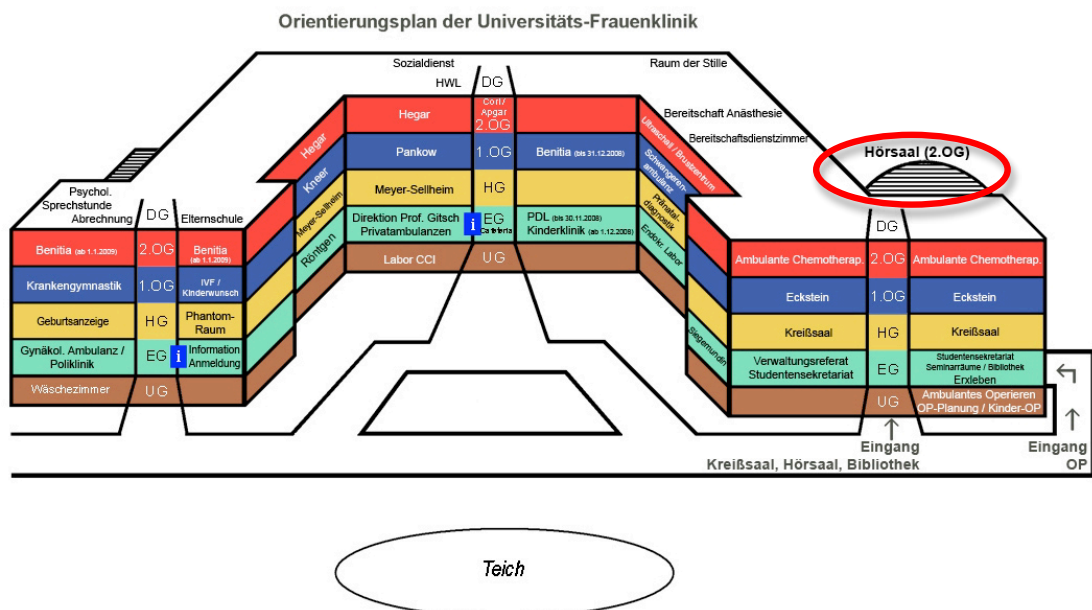 Orientierungsplan der Universitäts-Frauenklinik
Sozialdienst
HWL
DG
Raum der Stille
Bereitschaft Anästhesie
Bereitschaftsdienstzimmer
Hörsaal (2.OG)
Hegar
Cort/
Apgar
2.OG
Pankow
1.OG
Benitia (bis 31.12.2008)
Meyer-Sellheim
HG
Direktion Prof. Gitsch
Privatambulanzen
i
EG
Cafeteria
PDL (bis 30.11.2008)
Kinderklinik (ab 1.12.2008)
Labor CCI
UG
Hegar
Kneer
Meyer-Sellheim
Röntgen
Ultraschall / Brustzentrum
Schwangeren-
ambulanz
Pränatal.
diagnostik
Endokr. Labor
Siegemundin
Psychol.
Sprechstunde
Abrechnung
DG
Elternschule
Benitia (ab 1.1.2009)
2.OG
Benitia
(ab 1.1.2009)
Krankengymnastik
1.OG
IVF /
Kinderwunsch
Geburtsanzeige
HG
Phantom-
Raum
Gynäkol. Ambulanz /
Poliklinik
EG
i
Information
Anmeldung
Wäschezimmer
UG
DG
Ambulante Chemotherap.
2.OG
Ambulante Chemotherap.
Eckstein
1.OG
Eckstein
Kreißsaal
HG
Kreißsaal
Verwaltungsreferat
Studentensekretariat
EG
Studentensekretariat
Seminarräume / Bibliothek
Erxleben
UG
Ambulantes Operieren
OP-Planung / Kinder-OP
Eingang
Kreißsaal, Hörsaal, Bibliothek
Eingang
OP
Teich